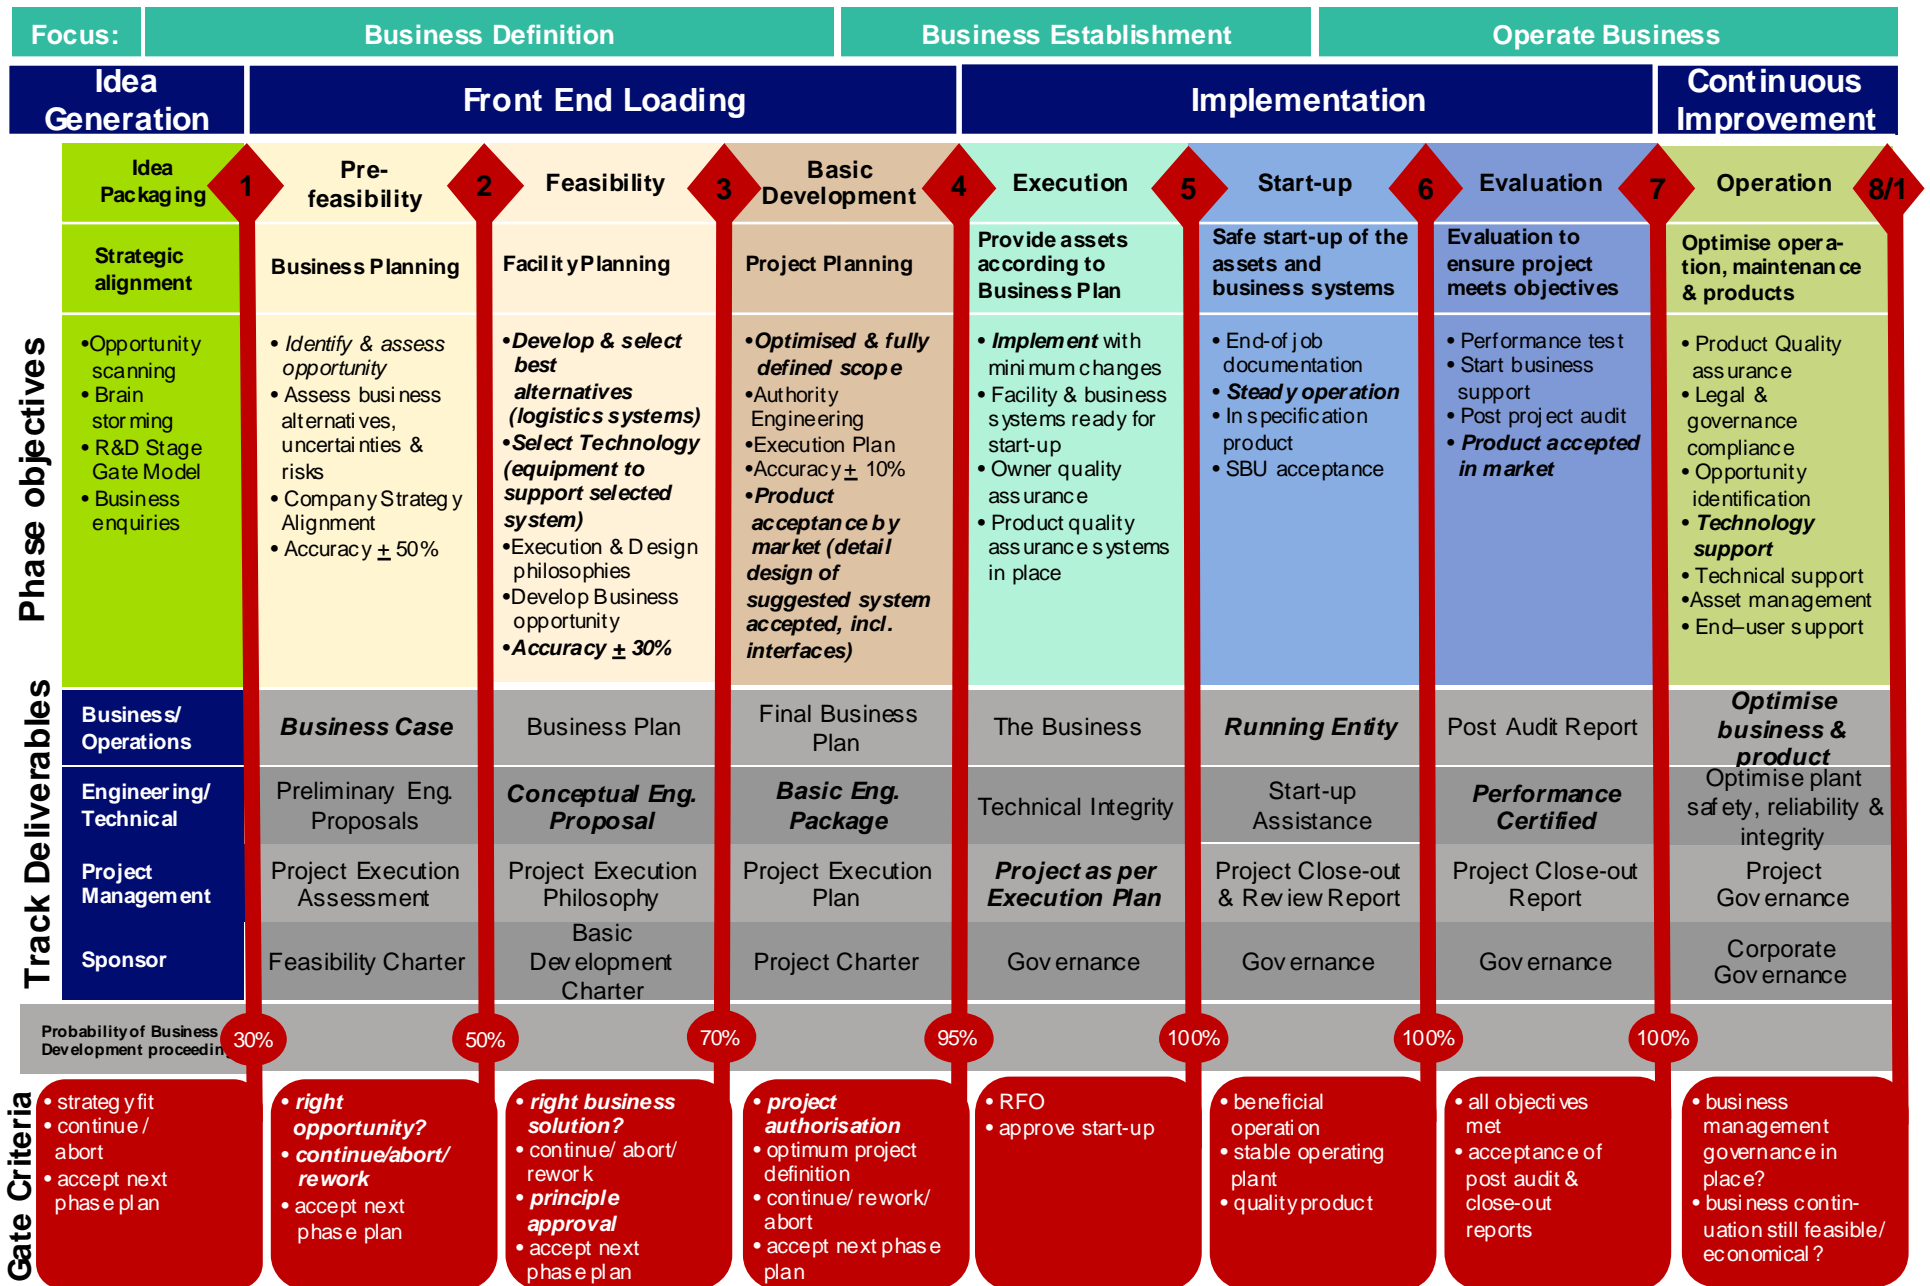 Focus:
Business Definition
Business Establishment
Operate Business
Idea
Generation
Front End Loading
Implementation
Continuous
Improvement
Idea
Packaging
1
Pre-
feasibility
2
Feasibility
3
Basic
Development
4
Execution
5
Start-up
6
Evaluation
7
Operation
8/1
Strategic
alignment
Business Planning
Facility Planning
Project Planning
Provide assets
according to
Business Plan
Safe start-up of the
assets and
business systems
Evaluation to
ensure project
meets objectives
Optimise opera-
tion, maintenance
& products
Phase objectives
•Opportunity
scanning
• Brain
storming
• R&D Stage
Gate Model
• Business
enquiries
• Identify & assess
opportunity
• Assess business
alternatives,
uncertainties &
risks
• Company Strategy
Alignment
• Accuracy ± 50%
•Develop & select
best
alternatives
(logistics systems)
•Select Technology
(equipment to
support selected
system)
•Execution & Design
philosophies
•Develop Business
opportunity
•Accuracy ± 30%
•Optimised & fully
defined scope
•Authority
Engineering
•Execution Plan
•Accuracy ± 10%
•Product
acceptance by
market (detail
design of
suggested system
accepted, incl.
interfaces)
• Implement with
minimum changes
• Facility & business
systems ready for
start-up
• Owner quality
assurance
• Product quality
assurance systems
in place
• End-of job
documentation
• Steady operation
• In specification
product
• SBU acceptance
• Performance test
• Start business
support
• Post project audit
• Product accepted
in market
• Product Quality
assurance
• Legal &
governance
compliance
• Opportunity
identification
• Technology
support
• Technical support
•Asset management
• End–user support
Track Deliverables
Business/
Operations
Business Case
Business Plan
Final Business
Plan
The Business
Running Entity
Post Audit Report
Optimise
business &
product
Engineering/
Technical
Preliminary Eng.
Proposals
Conceptual Eng.
Proposal
Basic Eng.
Package
Technical Integrity
Start-up
Assistance
Performance
Certified
Optimise plant
safety, reliability &
integrity
Project
Management
Project Execution
Assessment
Project Execution
Philosophy
Project Execution
Plan
Project as per
Execution Plan
Project Close-out
& Review Report
Project Close-out
Report
Project
Governance
Sponsor
Feasibility Charter
Basic
Development
Charter
Project Charter
Governance
Governance
Governance
Corporate
Governance
Probability of Business
Development proceeding
30%
50%
70%
95%
100%
100%
100%
Gate Criteria
• strategy fit
• continue /
abort
• accept next
phase plan
• right
opportunity?
• continue/abort/
rework
• accept next
phase plan
• right business
solution?
• continue/ abort/
rework
• principle
approval
• accept next
phase plan
• project
authorisation
• optimum project
definition
• continue/ rework/
abort
• accept next phase
plan
• RFO
• approve start-up
• beneficial
operation
• stable operating
plant
• quality product
• all objectives
met
• acceptance of
post audit &
close-out
reports
• business
management
governance in
place?
• business contin-
uation still feasible/
economical ?